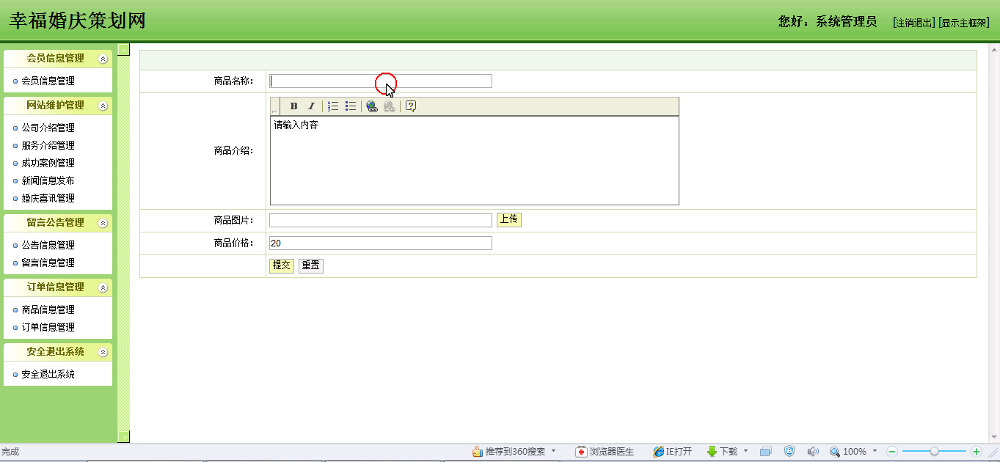 幸福婚庆策划网
您好：系统管理员 [注销退出] [显示主框架]
会员信息管理
会员信息管理
网站维护管理
公司介绍管理
服务介绍管理
成功案例管理
新闻信息发布
婚庆喜讯管理
留言公告管理
公告信息管理
留言信息管理
订单信息管理
商品信息管理
订单信息管理
安全退出系统
安全退出系统
商品名称：
商品介绍：
B I
请输入内容
商品图片： 上传
商品价格： 20
提交 重置
完成 推荐到360搜索 浏览器医生 IE打开 下载 100%